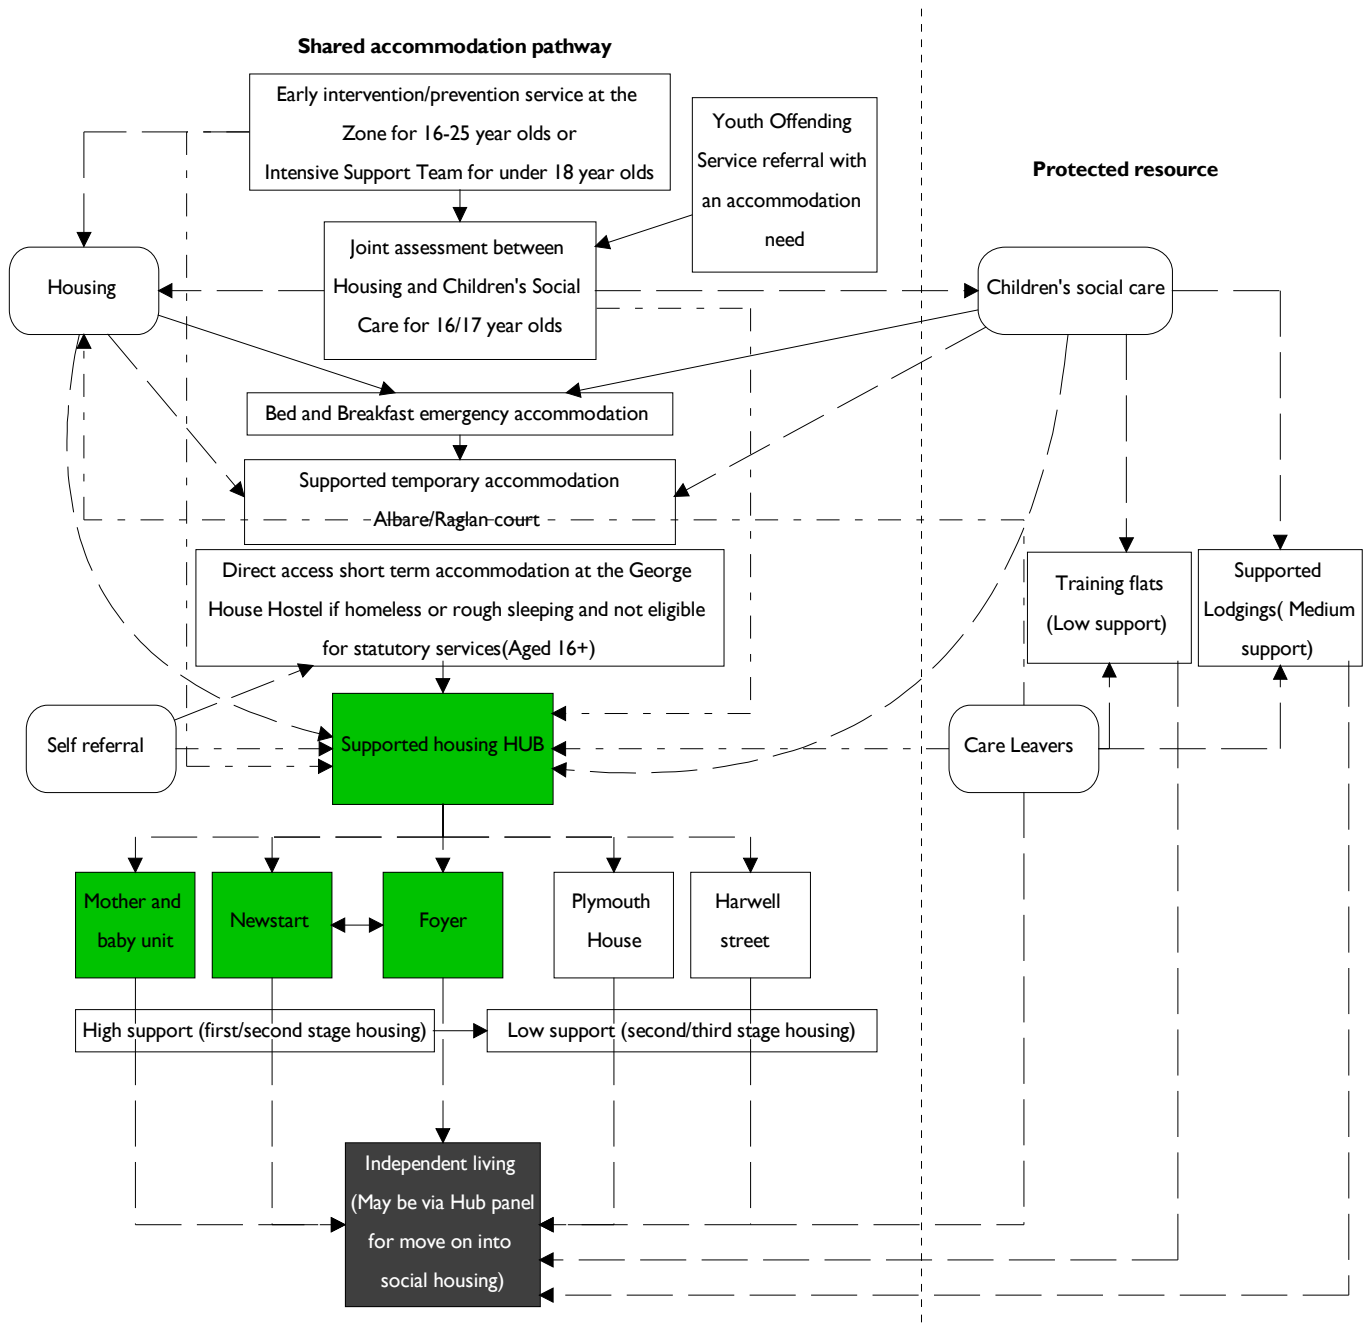 Shared accommodation pathway
Early intervention/prevention service at the
Zone for 16-25 year olds or
Intensive Support Team for under 18 year olds
Youth Offending
Service referral with
an accommodation
need
Protected resource
Joint assessment between
Housing and Children's Social
Care for 16/17 year olds
Housing
Children's social care
Bed and Breakfast emergency accommodation
Supported temporary accommodation
Albare/Raglan court
Direct access short term accommodation at the George
House Hostel if homeless or rough sleeping and not eligible
for statutory services(Aged 16+)
Training flats
(Low support)
Supported
Lodgings( Medium
support)
Self referral
Supported housing HUB
Care Leavers
Mother and
baby unit
Newstart
Foyer
Plymouth
House
Harwell
street
High support (first/second stage housing)
Low support (second/third stage housing)
Independent living
(May be via Hub panel
for move on into
social housing)